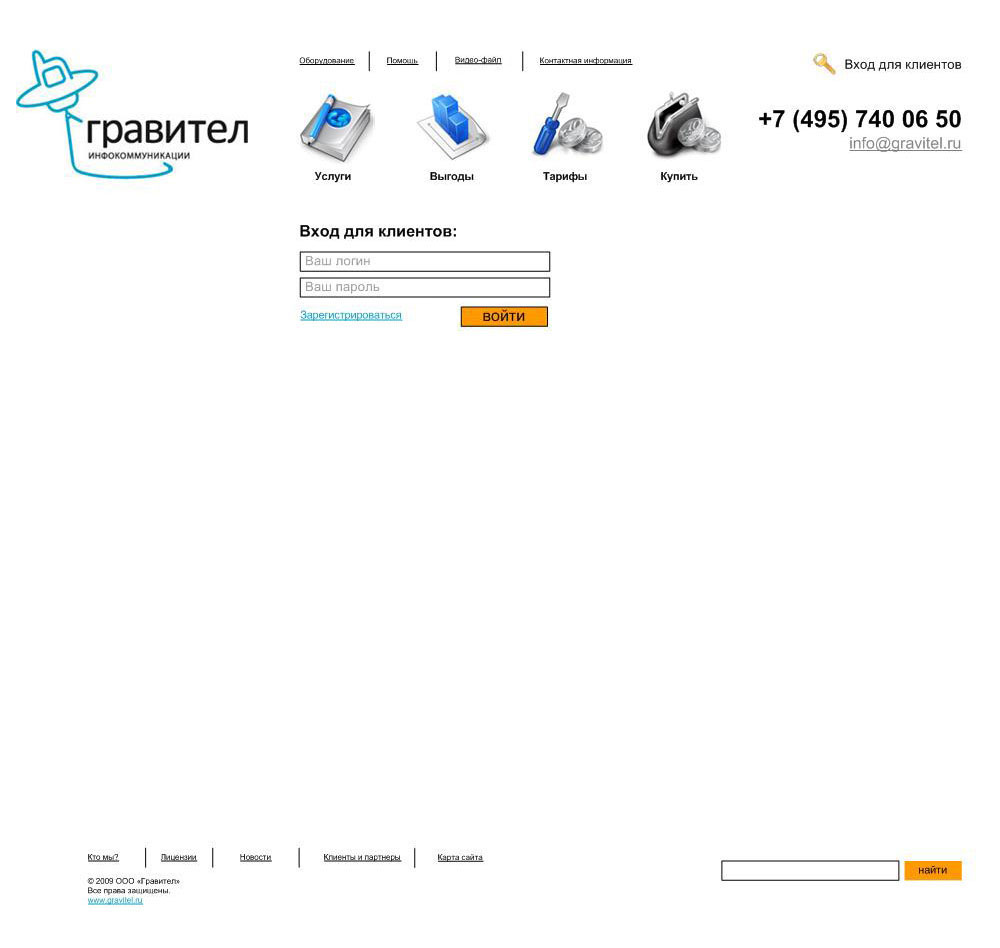 Оборудование
Помощь
Видео-файл
Контактная информация
Вход для клиентов
гравител
ИНФОКОММУНИКАЦИИ
+7 (495) 740 06 50
info@gravitel.ru
Услуги
Выгоды
Тарифы
Купить
Вход для клиентов:
Ваш логин
Ваш пароль
Зарегистрироваться
ВОЙТИ
Кто мы?
Лицензии
Новости
Клиенты и партнеры
Карта сайта
найти
© 2009 ООО «Гравител»
Все права защищены.
www.gravitel.ru